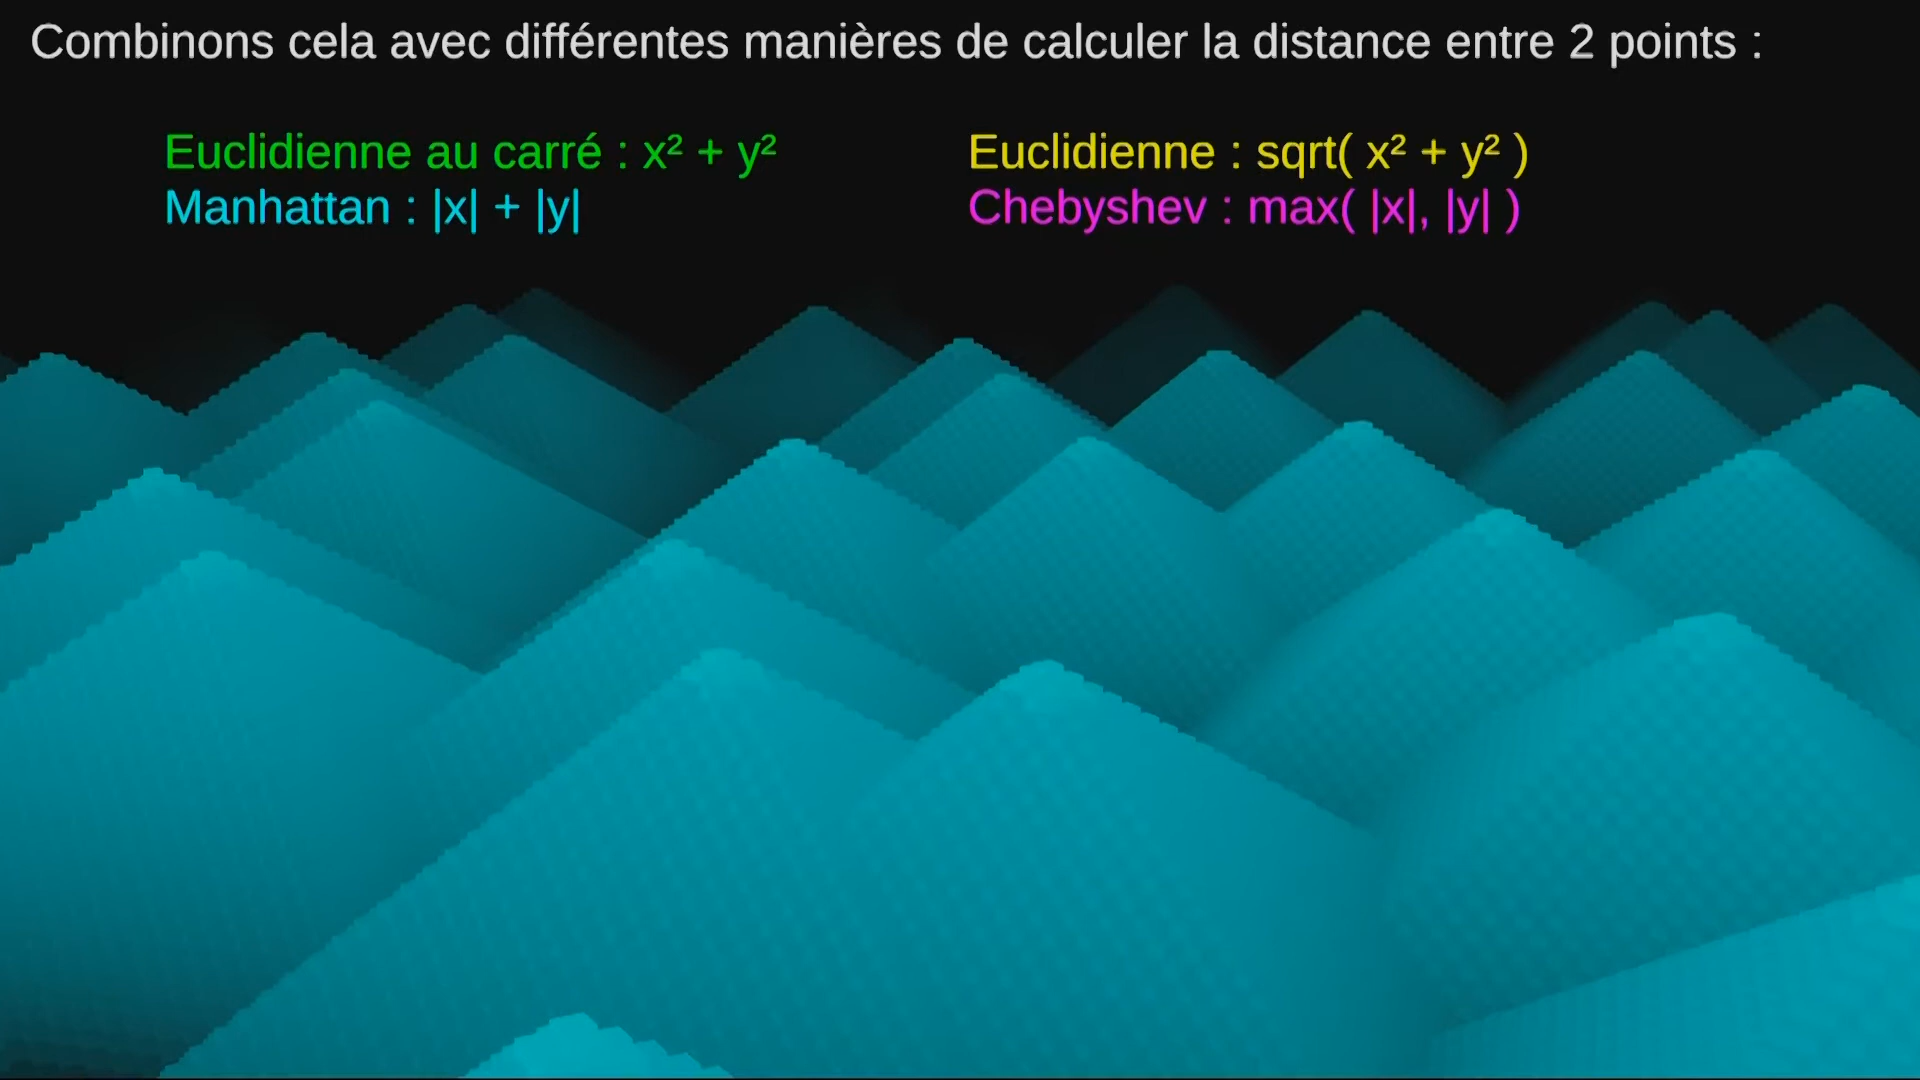 Combinons cela avec différentes manières de calculer la distance entre 2 points :
Euclidienne au carré : x² + y²
Euclidienne : sqrt( x² + y² )
Manhattan : |x| + |y|
Chebyshev : max( |x|, |y| )